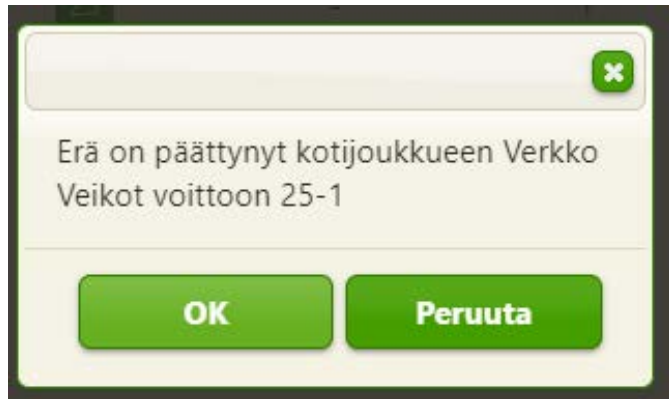 Erä on päättynyt kotijoukkueen Verkko
Veikot voittoon 25-1
OK
Peruuta